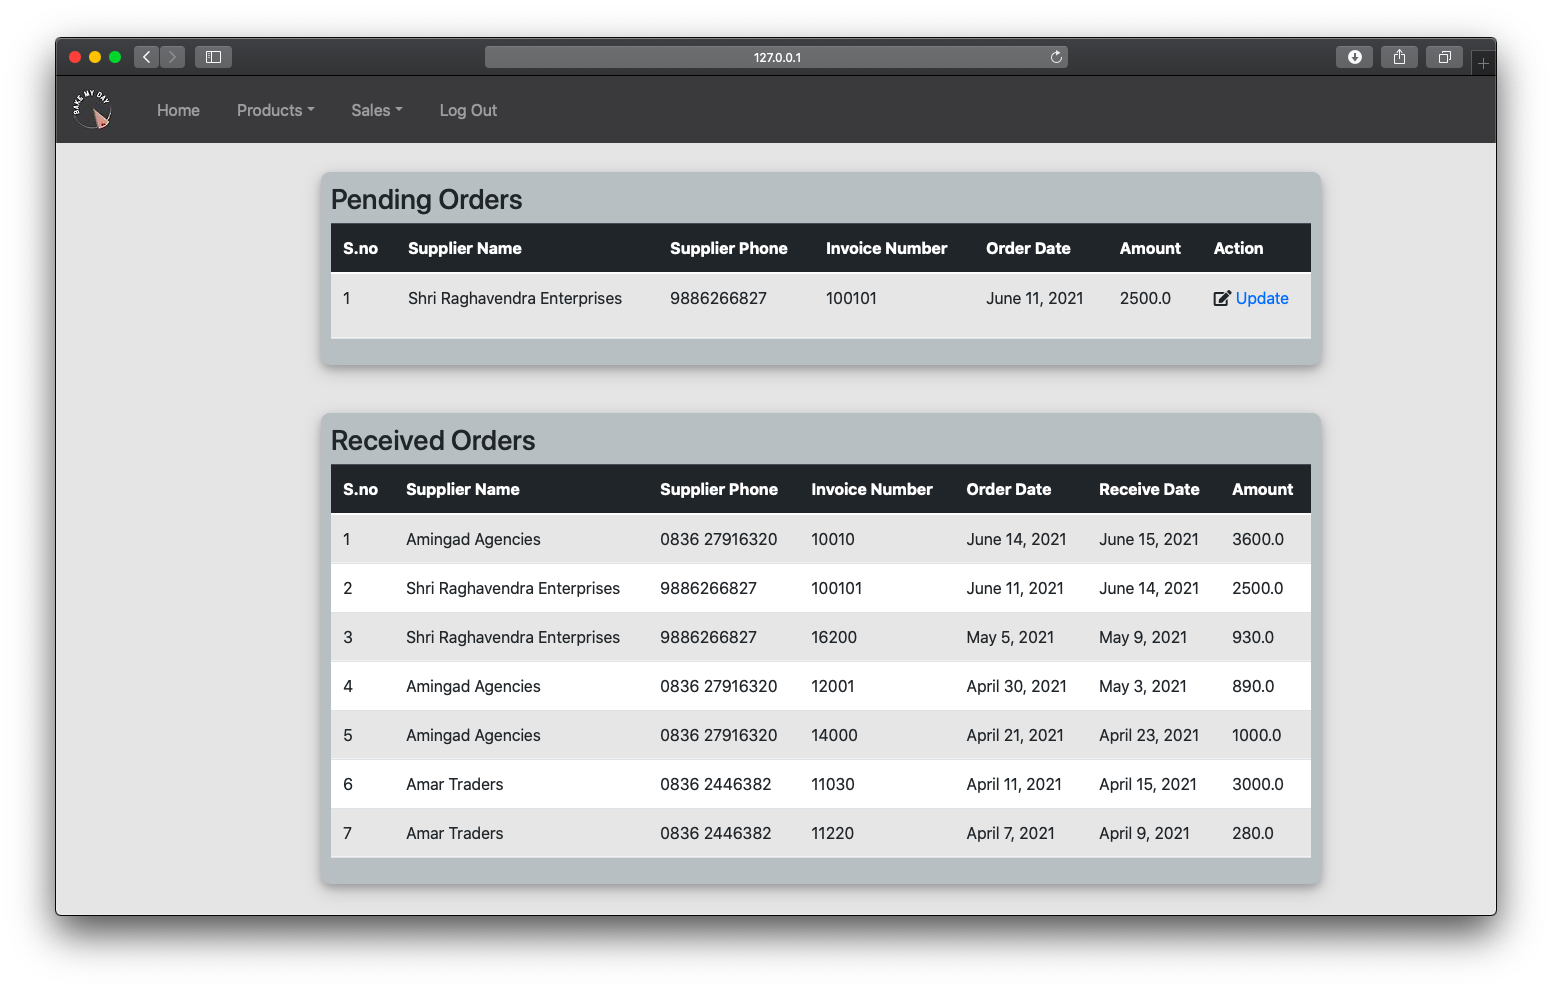 127.0.0.1
BAKE MY DAY
Home Products Sales Log Out
Pending Orders
S.no Supplier Name Supplier Phone Invoice Number Order Date Amount Action
1 Shri Raghavendra Enterprises 9886266827 100101 June 11, 2021 2500.0 Update
Received Orders
S.no Supplier Name Supplier Phone Invoice Number Order Date Receive Date Amount
1 Amingad Agencies 0836 27916320 10010 June 14, 2021 June 15, 2021 3600.0
2 Shri Raghavendra Enterprises 9886266827 100101 June 11, 2021 June 14, 2021 2500.0
3 Shri Raghavendra Enterprises 9886266827 16200 May 5, 2021 May 9, 2021 930.0
4 Amingad Agencies 0836 27916320 12001 April 30, 2021 May 3, 2021 890.0
5 Amingad Agencies 0836 27916320 14000 April 21, 2021 April 23, 2021 1000.0
6 Amar Traders 0836 2446382 11030 April 11, 2021 April 15, 2021 3000.0
7 Amar Traders 0836 2446382 11220 April 7, 2021 April 9, 2021 280.0